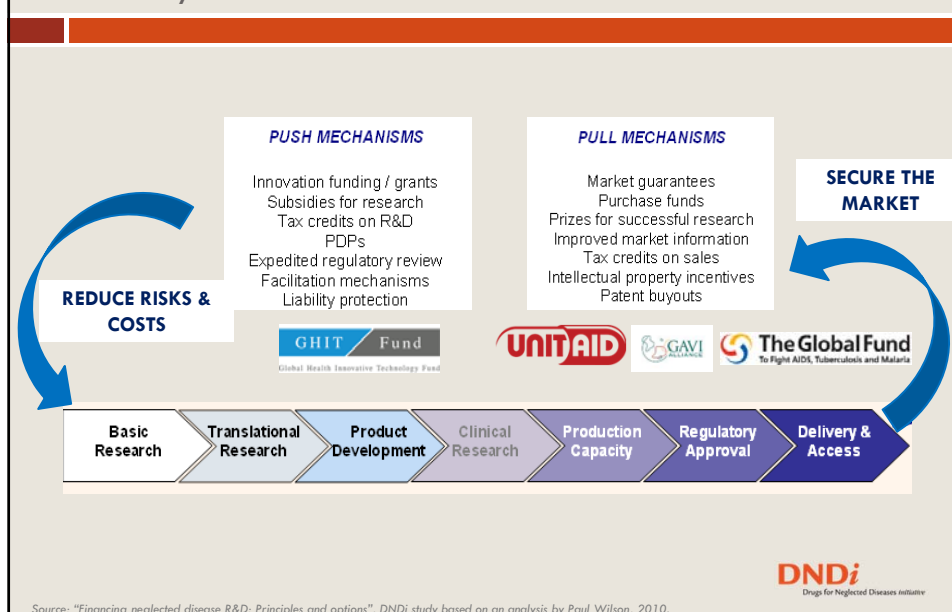 PUSH MECHANISMS
Innovation funding / grants
Subsidies for research
Tax credits on R&D
PDPs
Expedited regulatory review
Facilitation mechanisms
Liability protection
PULL MECHANISMS
Market guarantees
Purchase funds
Prizes for successful research
Improved market information
Tax credits on sales
Intellectual property incentives
Patent buyouts
SECURE THE
MARKET
REDUCE RISKS &
COSTS
GHIT Fund
Global Health Innovative Technology Fund
UNITAID
GAVI
ALLIANCE
The Global Fund
To Fight AIDS, Tuberculosis and Malaria
Basic
Research
Translational
Research
Product
Development
Clinical
Research
Production
Capacity
Regulatory
Approval
Delivery &
Access
DNDi
Drugs for Neglected Diseases initiative
Source: "Financing neglected disease R&D: Principles and options", DNDi study based on an analysis by Paul Wilson, 2010.